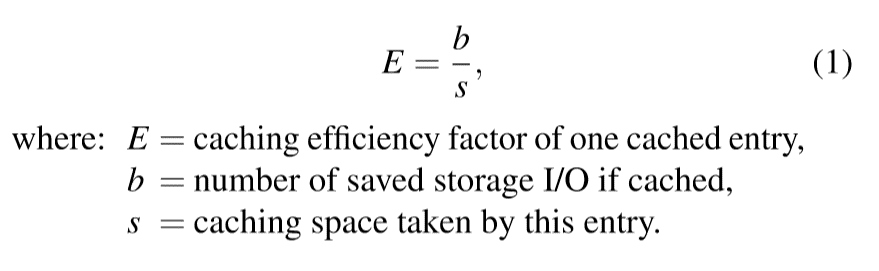 E = b/s, (1)
where: E = caching efficiency factor of one cached entry,
b = number of saved storage I/O if cached,
s = caching space taken by this entry.